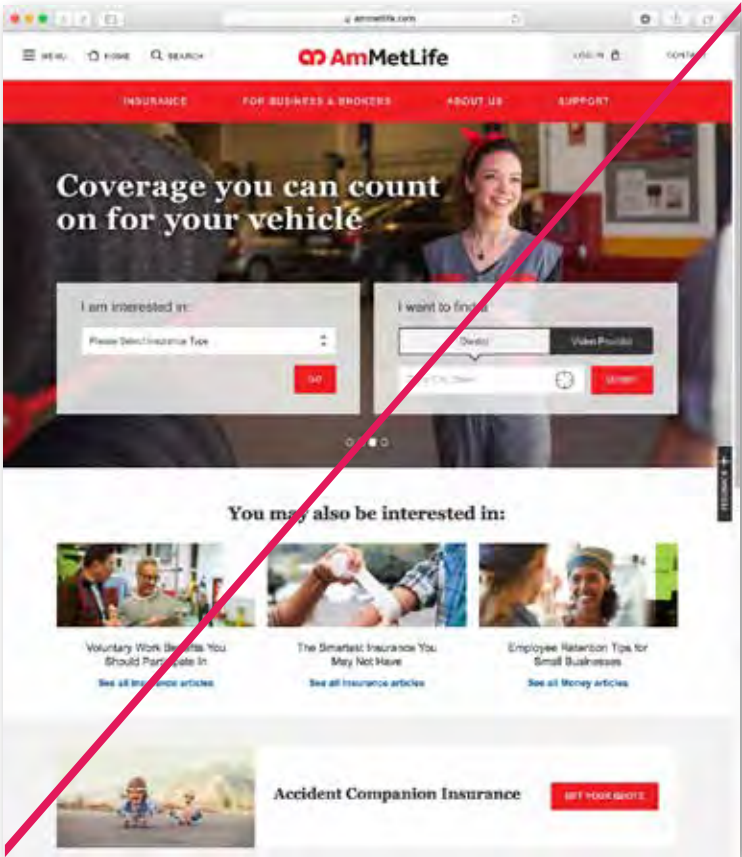 ammetlife.com
MENU HOME SEARCH AmMetLife LOG IN CONTACT
INSURANCE FOR BUSINESS & BROKERS ABOUT US SUPPORT
Coverage you can count
on for your vehiclé
I am interested in:
I want to find a
Please Select Insurance Type
Vision Provider
GO
FEEDBACK
You may also be interested in:
Voluntary Work Benefits You
Should Participate In
See all Insurance articles
The Smartest Insurance You
May Not Have
See all Insurance articles
Employee Retention Tips for
Small Businesses
See all Money articles
Accident Companion Insurance
GET YOUR QUOTE